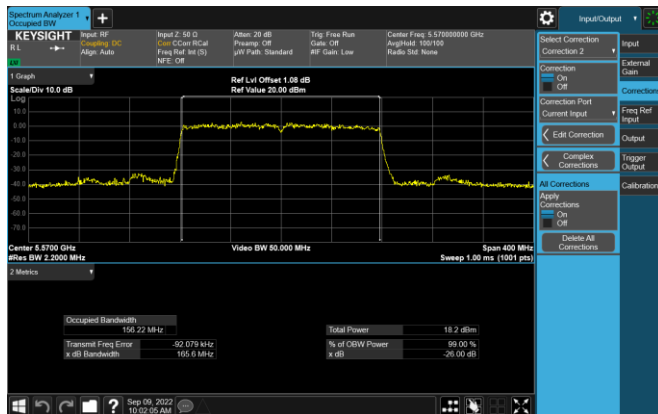 Spectrum Analyzer 1
Occupied BW
+
Input/Output
KEYSIGHT
R L
Input: RF
Coupling: DC
Align: Auto
Input Z: 50 Ω
Corr CCorr RCal
Freq Ref: Int (S)
NFE: Off
Atten: 20 dB
Preamp: Off
µW Path: Standard
Trig: Free Run
Gate: Off
#IF Gain: Low
Center Freq: 5.570000000 GHz
Avg|Hold: 100/100
Radio Std: None
1 Graph
Scale/Div 10.0 dB
Ref Lvl Offset 1.08 dB
Ref Value 20.00 dBm
Log
10.0
0.00
-10.0
-20.0
-30.0
-40.0
-50.0
-60.0
-70.0
Center 5.5700 GHz
#Res BW 2.2000 MHz
Video BW 50.000 MHz
Span 400 MHz
Sweep 1.00 ms (1001 pts)
2 Metrics
Occupied Bandwidth
156.22 MHz
Transmit Freq Error -92.079 kHz
x dB Bandwidth 165.6 MHz
Total Power 18.2 dBm
% of OBW Power 99.00 %
x dB -26.00 dB
Sep 09, 2022
10:02:05 AM
?
Select Correction
Correction 2
Correction
On
Off
Correction Port
Current Input
Edit Correction
Complex
Corrections
All Corrections
Apply
Corrections
On
Off
Delete All
Corrections
Input
External
Gain
Corrections
Freq Ref
Input
Output
Trigger
Output
Calibration